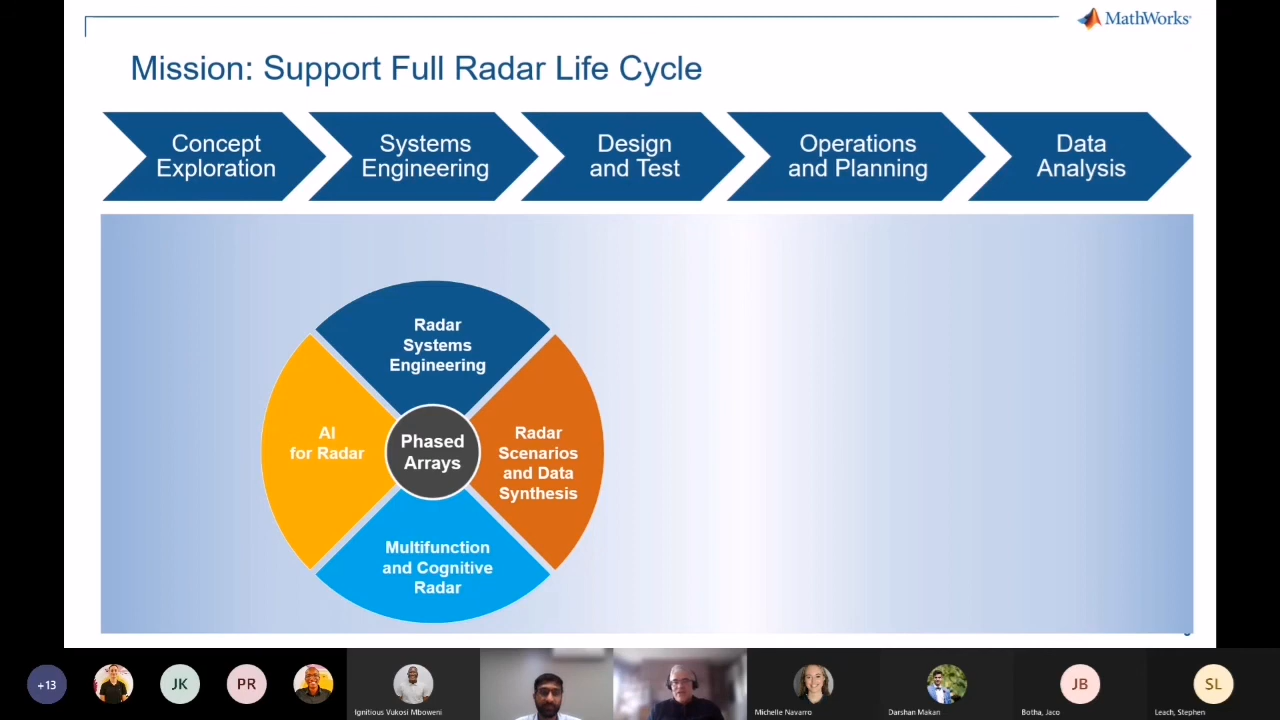 MathWorks
Mission: Support Full Radar Life Cycle
Concept
Exploration
Systems
Engineering
Design
and Test
Operations
and Planning
Data
Analysis
Radar
Systems
Engineering
AI
for Radar
Phased
Arrays
Radar
Scenarios
and Data
Synthesis
Multifunction
and Cognitive
Radar
+13
JK
PR
Ignitious Vukosi Mboweni
Michelle Navarro
Darshan Makan
JB
Botha, Jaco
SL
Leach, Stephen